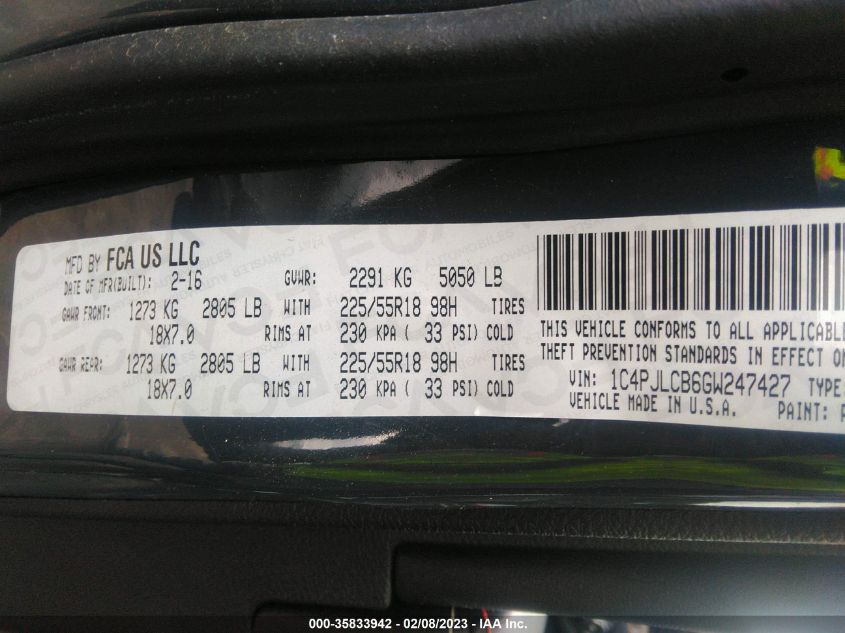 MFD BY FCA US LLC
DATE OF MFR(BUILT): 2-16 GVWR: 2291 KG 5050 LB
GAWR FRONT: 1273 KG 2805 LB WITH 225/55R18 98H TIRES
18X7.0 RIMS AT 230 KPA ( 33 PSI) COLD
GAWR REAR: 1273 KG 2805 LB WITH 225/55R18 98H TIRES
18X7.0 RIMS AT 230 KPA ( 33 PSI) COLD
THIS VEHICLE CONFORMS TO ALL APPLICABLE
THEFT PREVENTION STANDARDS IN EFFECT ON
VIN: 1C4PJLCB6GW247427 TYPE:
VEHICLE MADE IN U.S.A. PAINT:
000-35833942 - 02/08/2023 - IAA Inc.